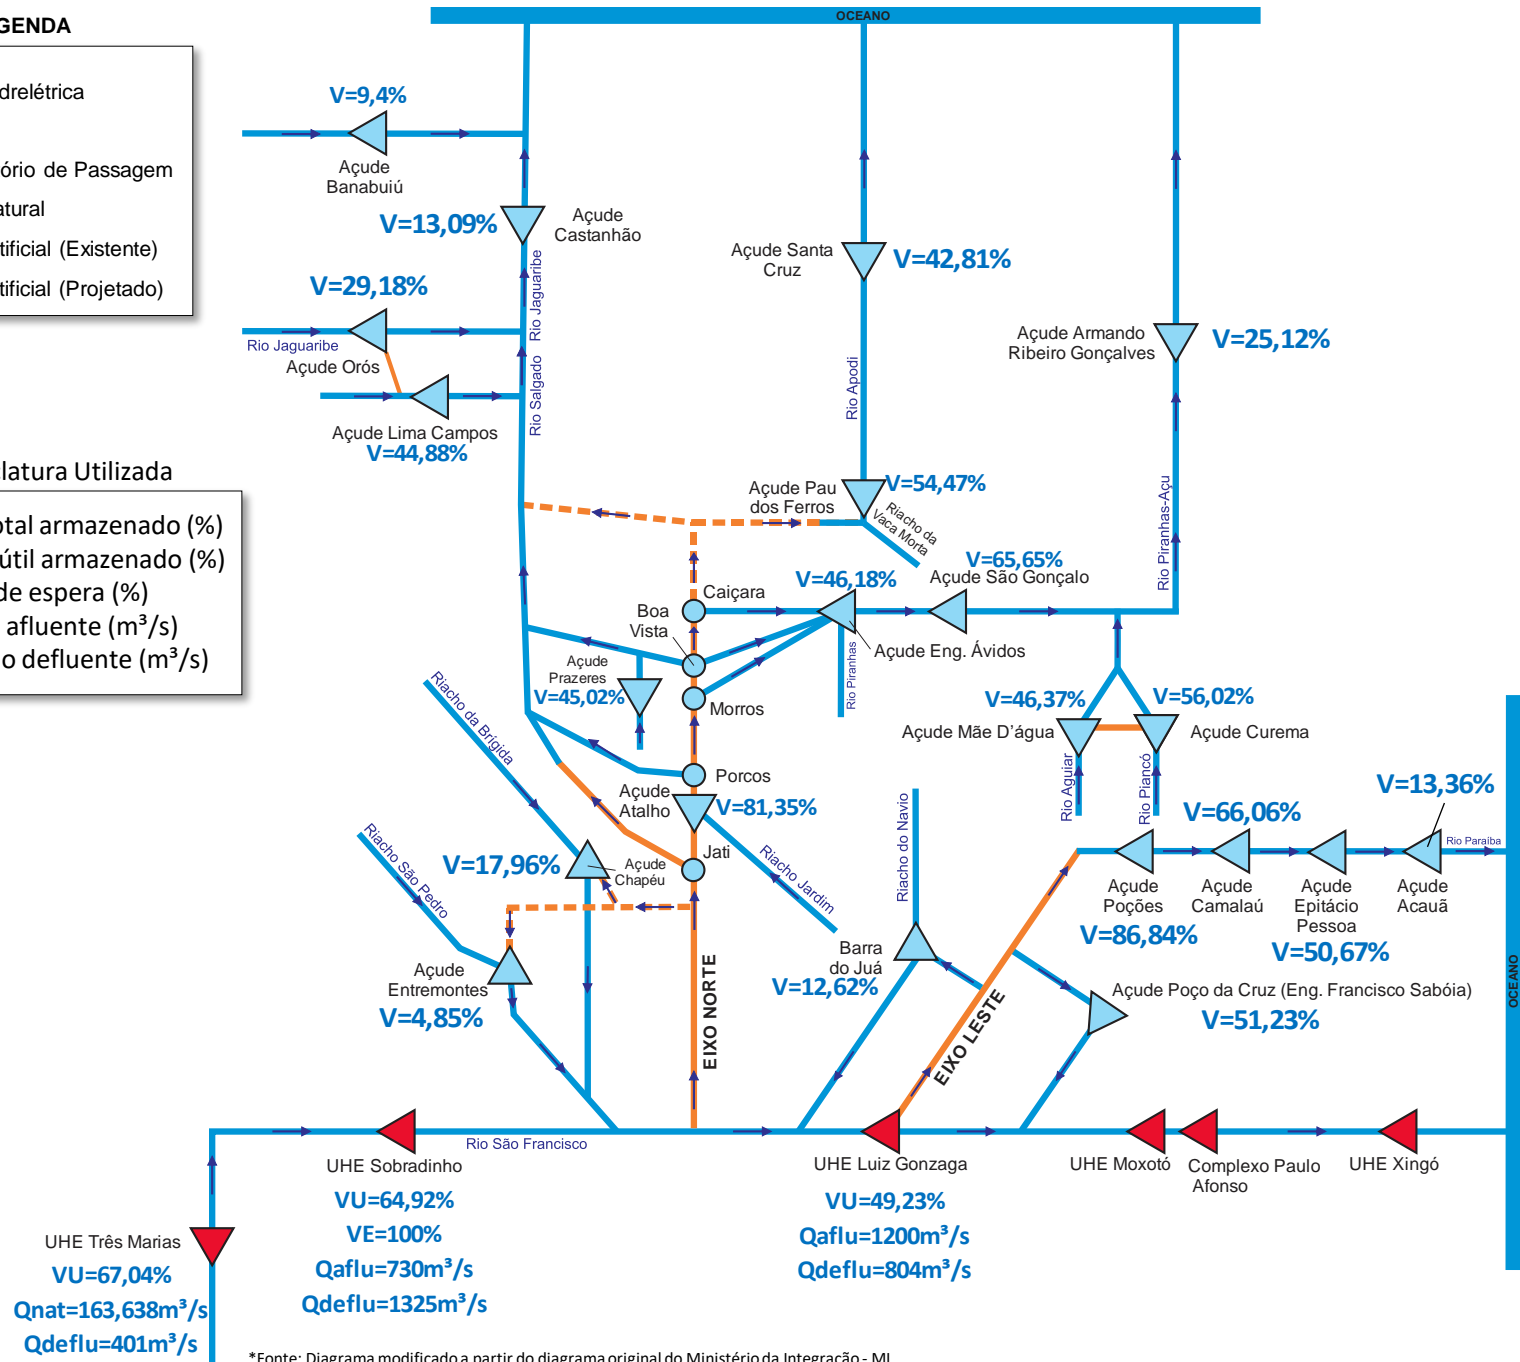 GENDA
drelétrica
ório de Passagem
atural
tificial (Existente)
tificial (Projetado)
clatura Utilizada
otal armazenado (%)
útil armazenado (%)
de espera (%)
afluente (m³/s)
o defluente (m³/s)
OCEANO
V=9,4%
Açude
Banabuiú
V=13,09%
Açude
Castanhão
V=29,18%
Rio Jaguaribe
Açude Orós
Rio Jaguaribe
Rio Salgado
Açude Lima Campos
V=44,88%
Açude Santa
Cruz
V=42,81%
Rio Apodi
Açude Armando
Ribeiro Gonçalves
V=25,12%
Rio Piranhas-Açu
Açude Pau
dos Ferros
V=54,47%
Riacho da
Vaca Morta
V=65,65%
Açude São Gonçalo
V=46,18%
Caiçara
Boa
Vista
Açude Eng. Ávidos
Rio Piranhas
Açude
Prazeres
V=45,02%
Morros
Riacho da Brígida
V=46,37%
V=56,02%
Açude Mãe D'água
Açude Curema
Rio Aguiar
Rio Piancó
Porcos
Açude
Atalho
V=81,35%
Jati
Riacho Jardim
Riacho São Pedro
V=17,96%
Açude
Chapéu
Riacho do Navio
V=13,36%
V=66,06%
Rio Paraíba
Açude
Poções
V=86,84%
Açude
Camalaú
Açude
Epitácio
Pessoa
V=50,67%
Açude
Acauã
Açude
Entremontes
V=4,85%
EIXO NORTE
Barra
do Juá
V=12,62%
EIXO LESTE
Açude Poço da Cruz (Eng. Francisco Sabóia)
V=51,23%
OCEANO
Rio São Francisco
UHE Sobradinho
VU=64,92%
VE=100%
Qaflu=730m³/s
Qdeflu=1325m³/s
UHE Luiz Gonzaga
VU=49,23%
Qaflu=1200m³/s
Qdeflu=804m³/s
UHE Moxotó
Complexo Paulo
Afonso
UHE Xingó
UHE Três Marias
VU=67,04%
Qnat=163,638m³/s
Qdeflu=401m³/s
*Fonte: Diagrama modificado a partir do diagrama original do Ministério da Integração - MI